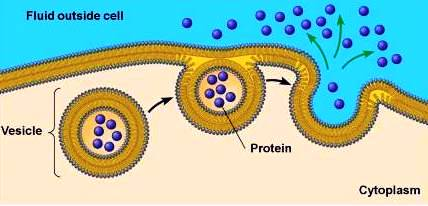 Fluid outside cell
Vesicle
Protein
Cytoplasm